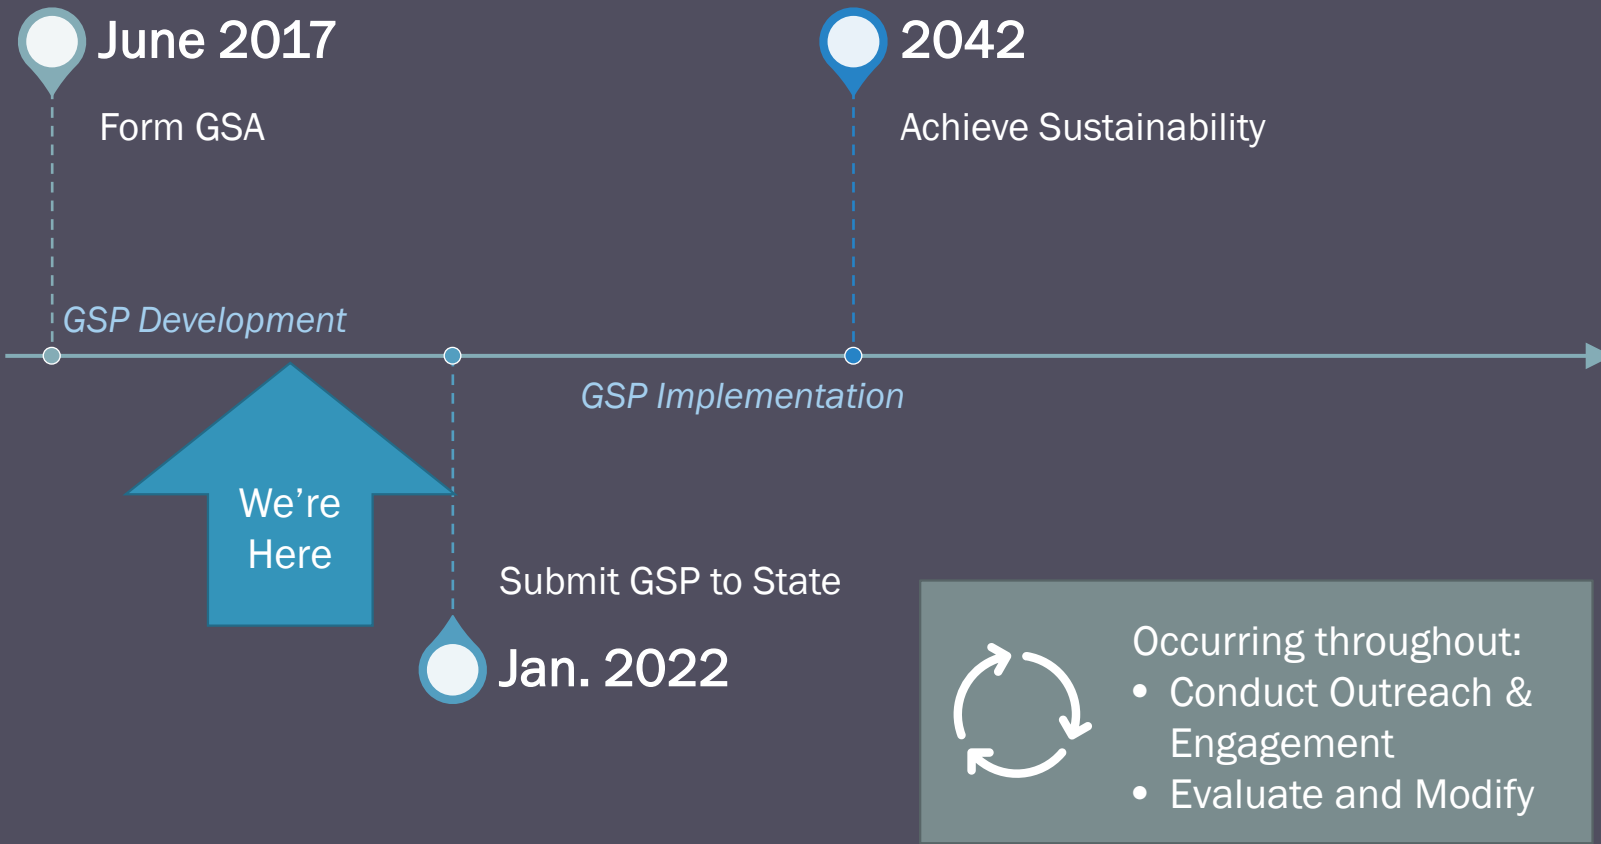 June 2017
Form GSA
2042
Achieve Sustainability
GSP Development
GSP Implementation
We’re
Here
Submit GSP to State
Jan. 2022
Occurring throughout:
• Conduct Outreach &
Engagement
• Evaluate and Modify